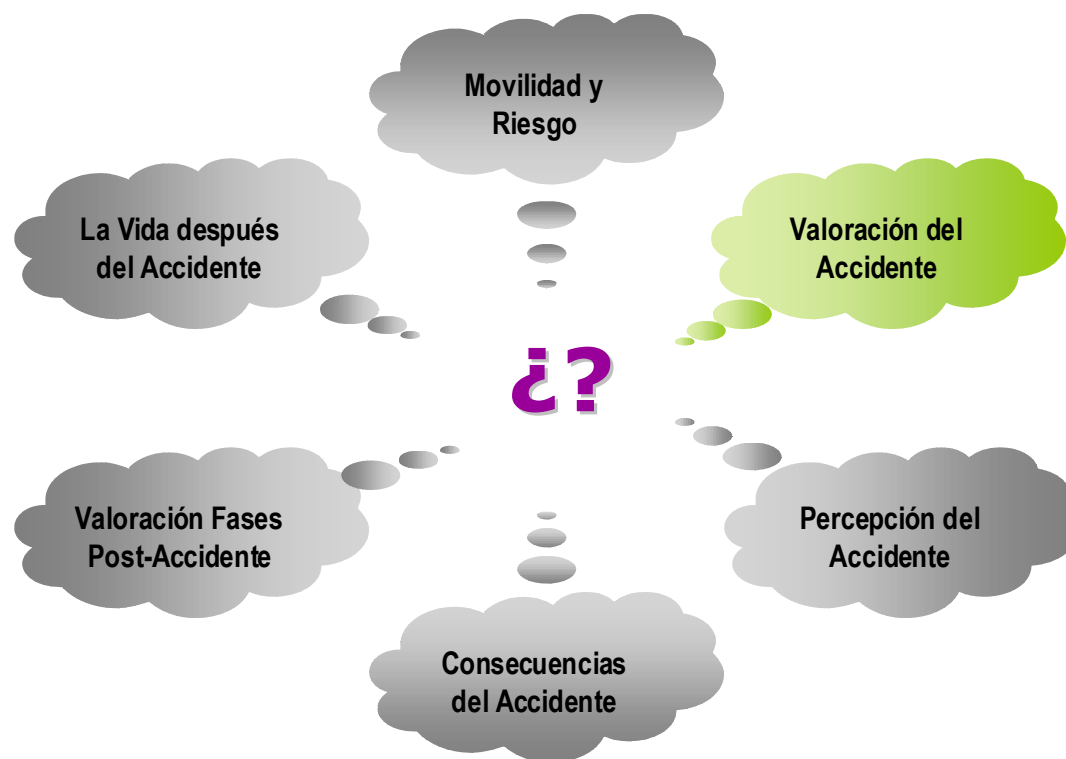 Movilidad y
Riesgo
La Vida después
del Accidente
Valoración del
Accidente
¿?
Valoración Fases
Post-Accidente
Percepción del
Accidente
Consecuencias
del Accidente